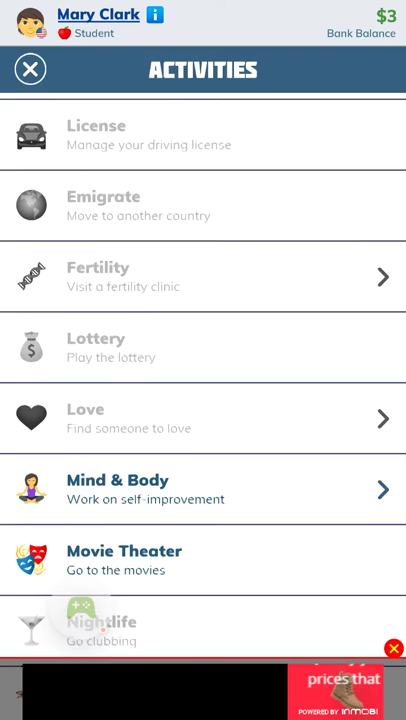 Mary Clark
$3
Student
Bank Balance
ACTIVITIES
License
Manage your driving license
Emigrate
Move to another country
Fertility
Visit a fertility clinic
Lottery
Play the lottery
Love
Find someone to love
Mind & Body
Work on self-improvement
Movie Theater
Go to the movies
Nightlife
Go clubbing
prices that
POWERED BY INMOBI